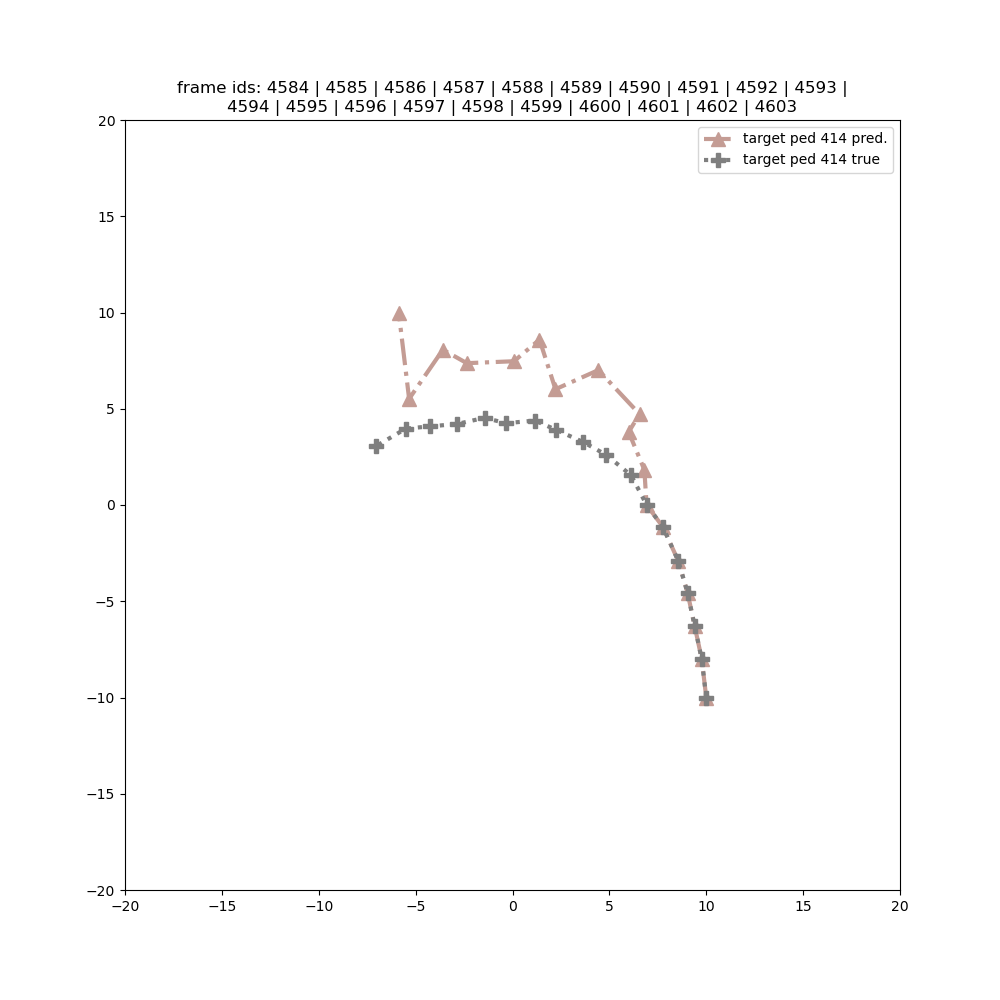 frame ids: 4584 | 4585 | 4586 | 4587 | 4588 | 4589 | 4590 | 4591 | 4592 | 4593 |
4594 | 4595 | 4596 | 4597 | 4598 | 4599 | 4600 | 4601 | 4602 | 4603
target ped 414 pred.
target ped 414 true
20
15
10
5
0
−5
−10
−15
−20
−20 −15 −10 −5 0 5 10 15 20